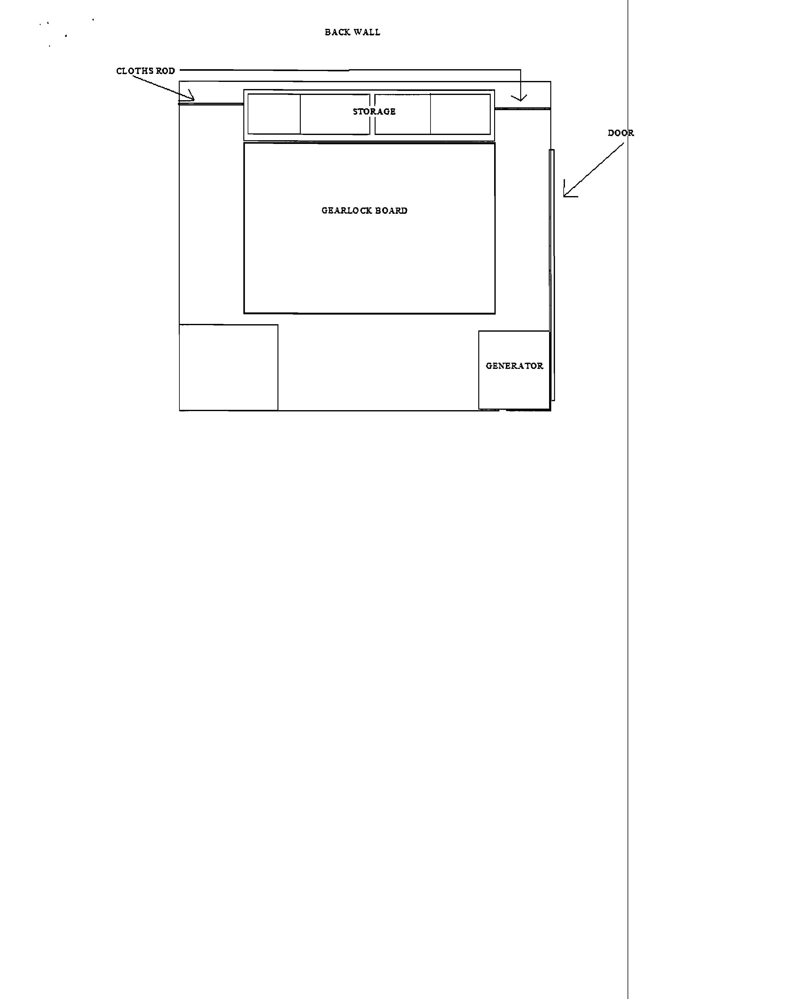 BACK WALL
CLOTHS ROD
STORAGE
DOOR
GEARLOCK BOARD
GENERATOR